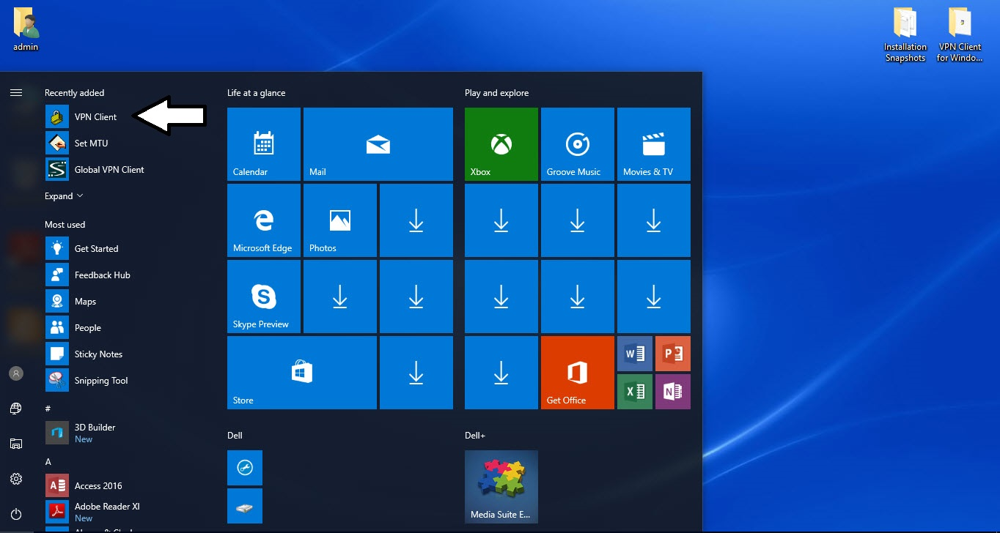 admin
Installation
Snapshots
VPN Client
for Windo...
Recently added
VPN Client
Set MTU
Global VPN Client
Expand
Most used
Get Started
Feedback Hub
Maps
People
Sticky Notes
Snipping Tool
#
3D Builder
New
A
Access 2016
Adobe Reader XI
New
Life at a glance
Calendar
Mail
Microsoft Edge
Photos
Skype Preview
Store
Dell
Play and explore
Xbox
Groove Music
Movies & TV
Get Office
W
P
X
N
Dell+
Media Suite E...